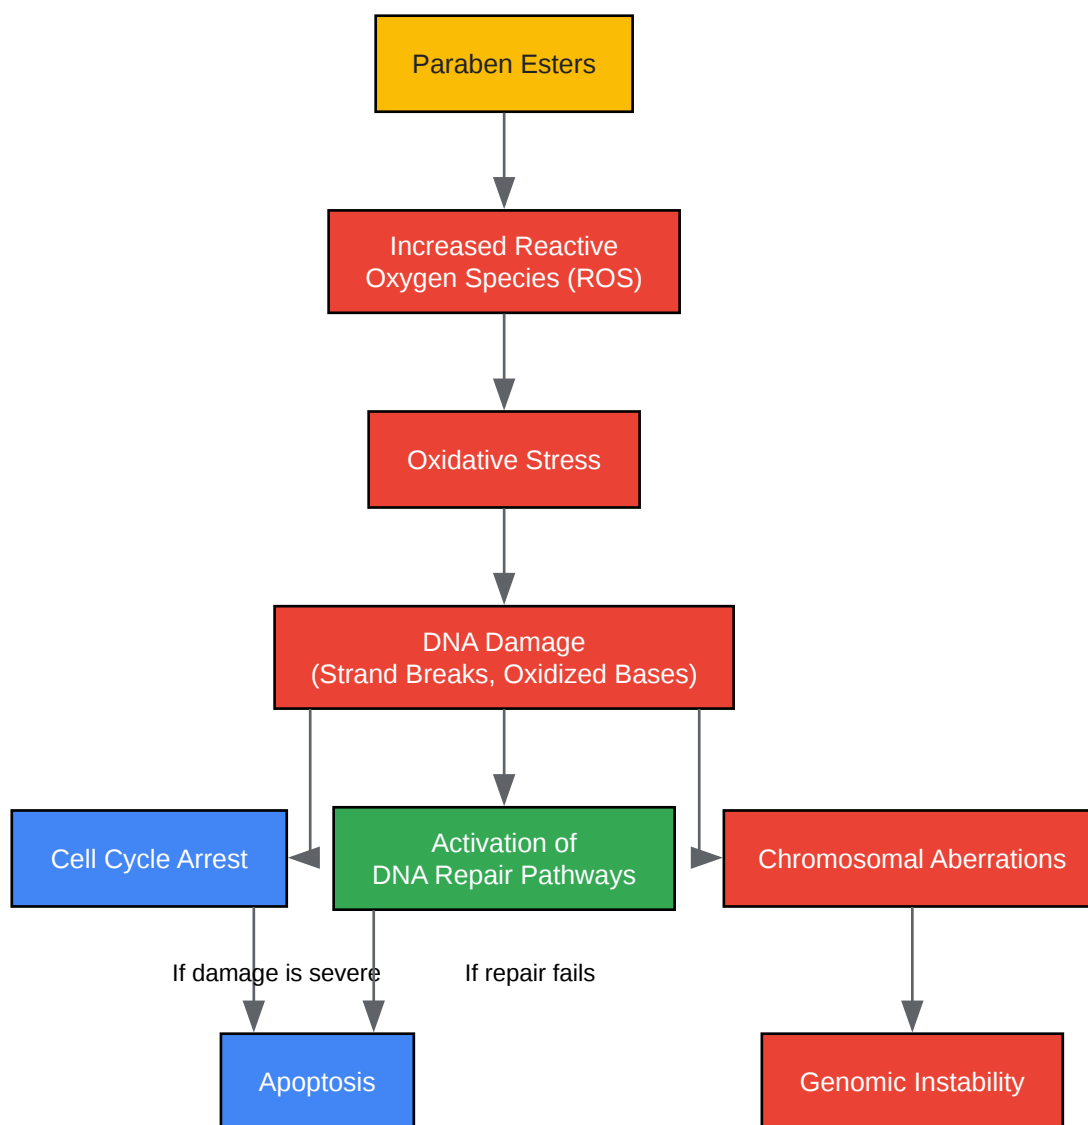 Paraben Esters
Increased Reactive
Oxygen Species (ROS)
Oxidative Stress
DNA Damage
(Strand Breaks, Oxidized Bases)
Cell Cycle Arrest
Activation of
DNA Repair Pathways
Chromosomal Aberrations
If damage is severe
If repair fails
Apoptosis
Genomic Instability